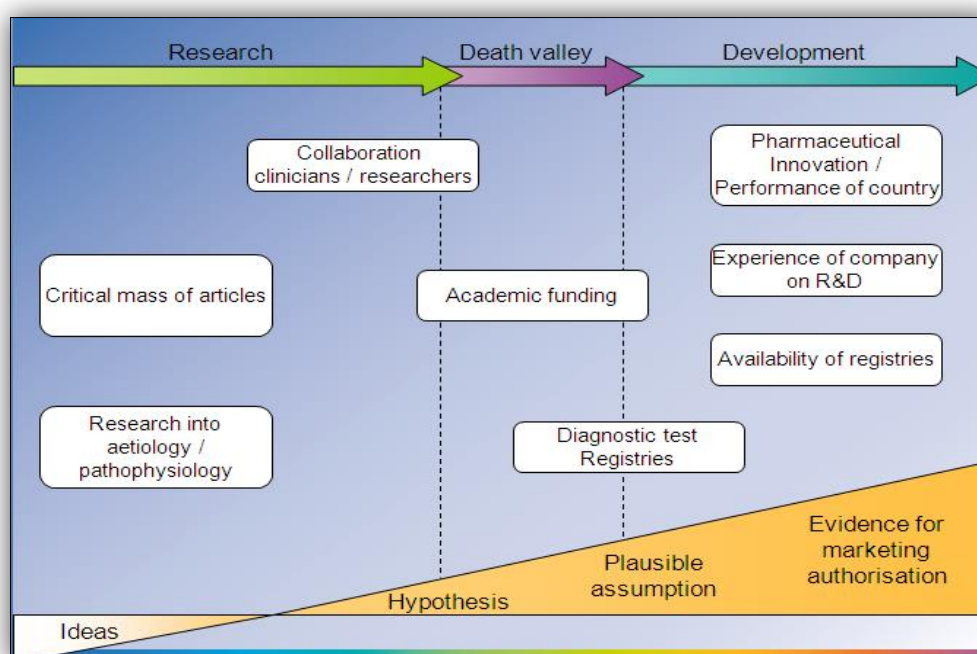 Research
Death valley
Development
Collaboration
clinicians / researchers
Pharmaceutical
Innovation /
Performance of country
Critical mass of articles
Academic funding
Experience of company
on R&D
Availability of registries
Research into
aetiology /
pathophysiology
Diagnostic test
Registries
Ideas
Hypothesis
Plausible
assumption
Evidence for
marketing
authorisation